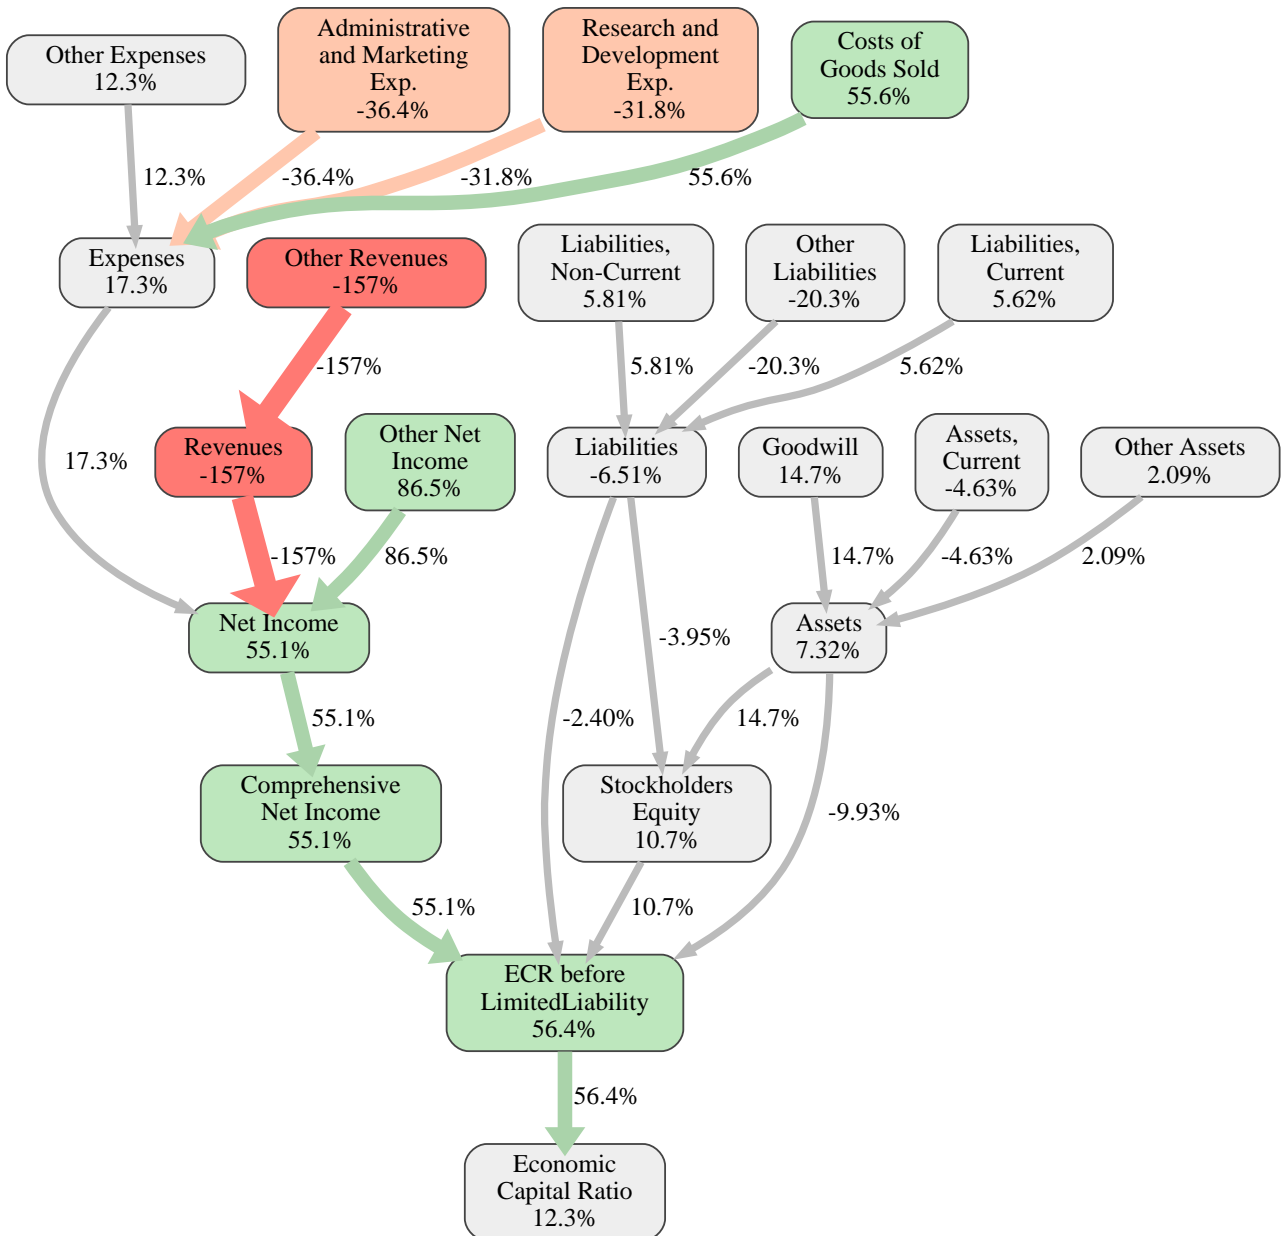 Other Expenses
12.3%
Administrative
and Marketing
Exp.
-36.4%
Research and
Development
Exp.
-31.8%
Costs of
Goods Sold
55.6%
12.3%
-36.4%
-31.8%
55.6%
Expenses
17.3%
Other Revenues
-157%
Liabilities,
Non-Current
5.81%
Other
Liabilities
-20.3%
Liabilities,
Current
5.62%
-157%
5.81%
-20.3%
5.62%
17.3%
Revenues
-157%
Other Net
Income
86.5%
Liabilities
-6.51%
Goodwill
14.7%
Assets,
Current
-4.63%
Other Assets
2.09%
-157%
86.5%
14.7%
-4.63%
2.09%
Net Income
55.1%
-3.95%
Assets
7.32%
55.1%
-2.40%
14.7%
Comprehensive
Net Income
55.1%
Stockholders
Equity
10.7%
-9.93%
55.1%
10.7%
ECR before
LimitedLiability
56.4%
56.4%
Economic
Capital Ratio
12.3%